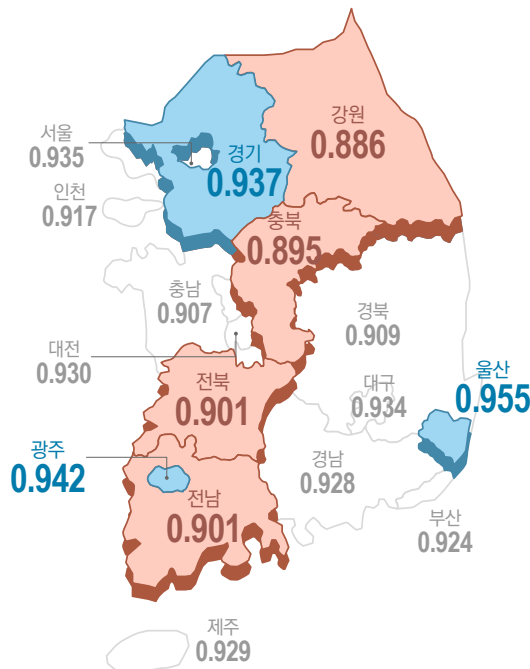 강원
0.886
서울
0.935
경기
0.937
인천
0.917
충북
0.895
충남
0.907
경북
0.909
대전
0.930
전북
0.901
대구
0.934
울산
0.955
광주
0.942
경남
0.928
전남
0.901
부산
0.924
제주
0.929